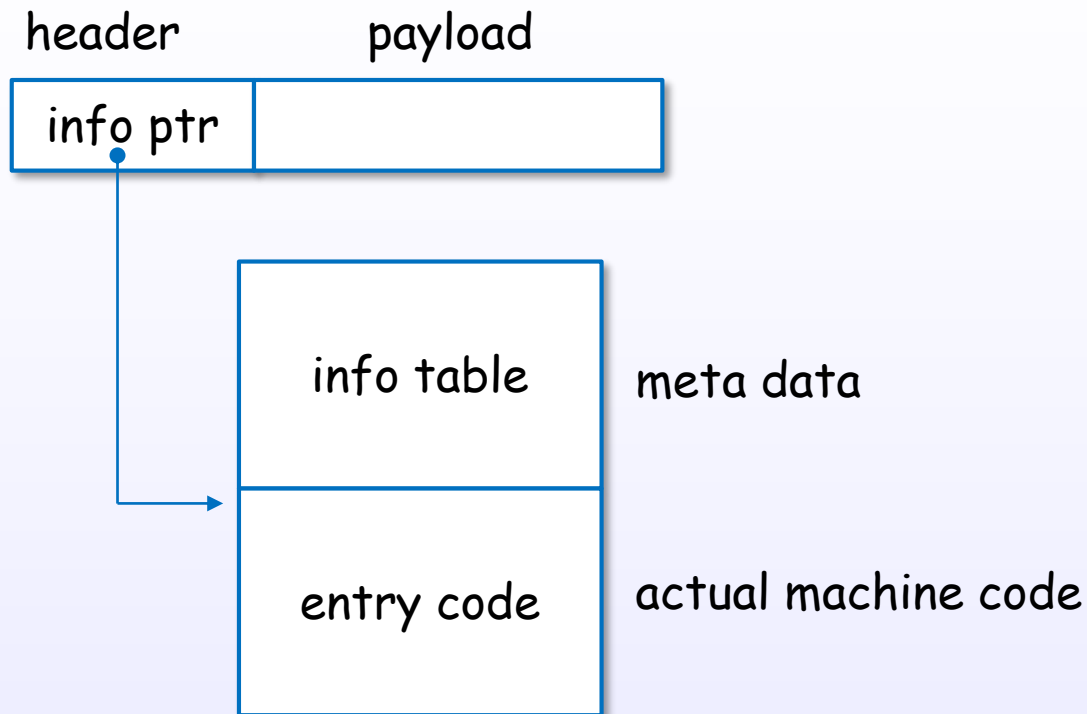 header payload
info ptr
info table
meta data
entry code
actual machine code